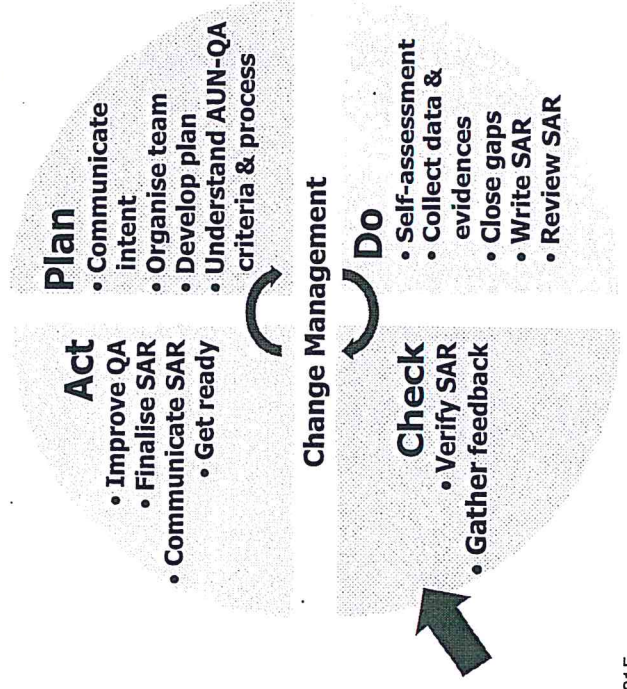 Act
• Improve QA
• Finalise SAR
• Communicate SAR
• Get ready
Plan
• Communicate
intent
• Organise team
• Develop plan
• Understand AUN-QA
criteria & process
Change Management
Check
• Verify SAR
• Gather feedback
Do
• Self-assessment
• Collect data &
evidences
• Close gaps
• Write SAR
• Review SAR